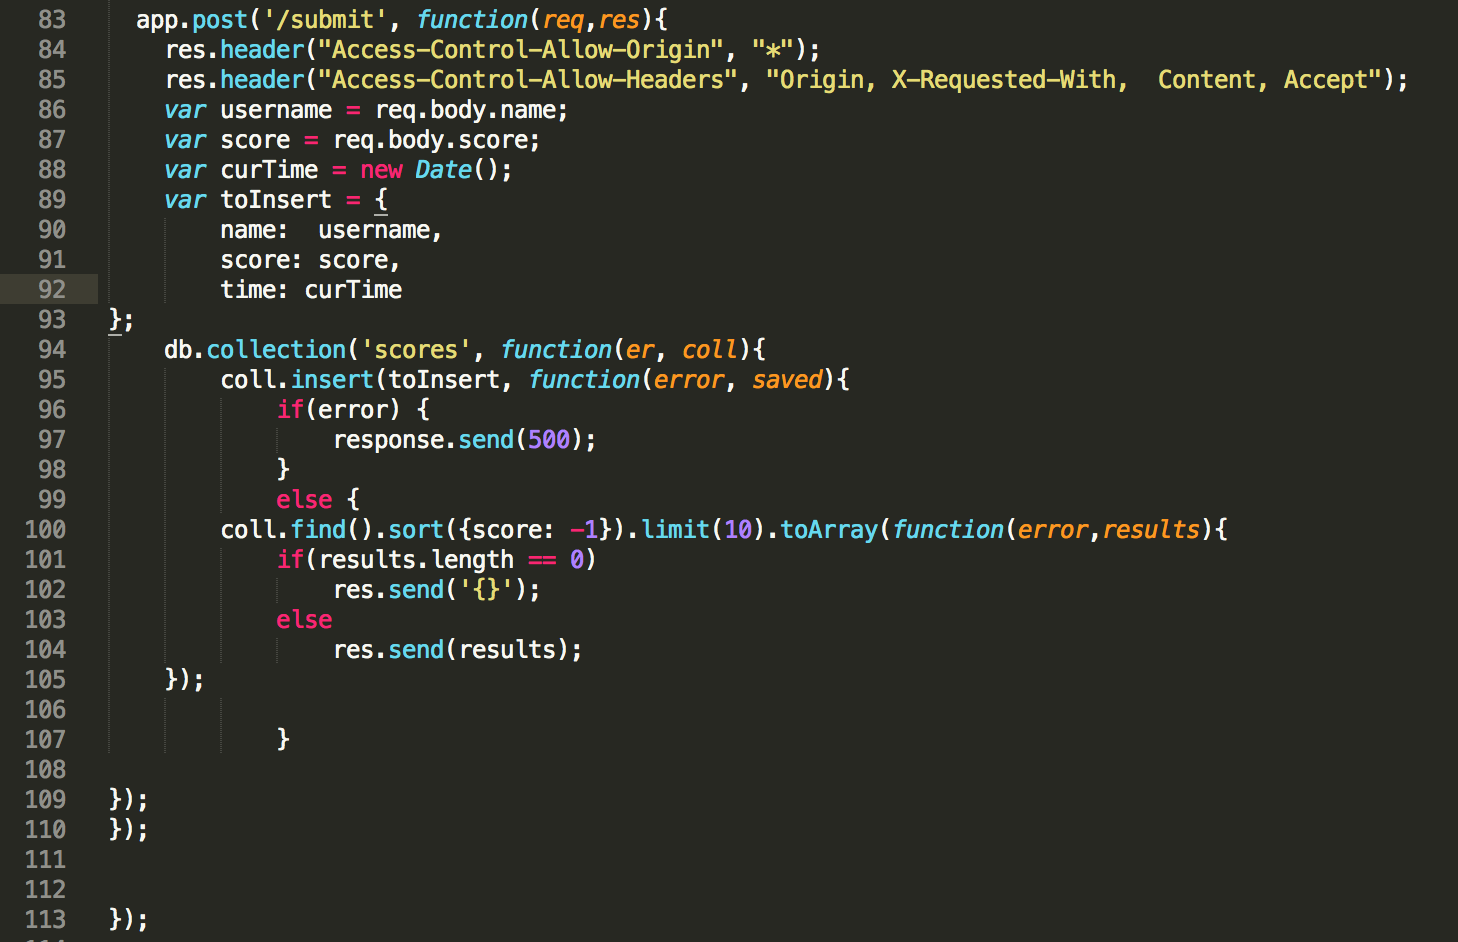 83 app.post('/submit', function(req,res){
84 res.header("Access-Control-Allow-Origin", "*");
85 res.header("Access-Control-Allow-Headers", "Origin, X-Requested-With,  Content, Accept");
86 var username = req.body.name;
87 var score = req.body.score;
88 var curTime = new Date();
89 var toInsert = {
90 name:  username,
91 score: score,
92 time: curTime
93 };
94 db.collection('scores', function(er, coll){
95 coll.insert(toInsert, function(error, saved){
96 if(error) {
97 response.send(500);
98 }
99 else {
100 coll.find().sort({score: -1}).limit(10).toArray(function(error,results){
101 if(results.length == 0)
102 res.send('{}');
103 else
104 res.send(results);
105 });
106
107 }
108
109 });
110 });
111
112
113 });